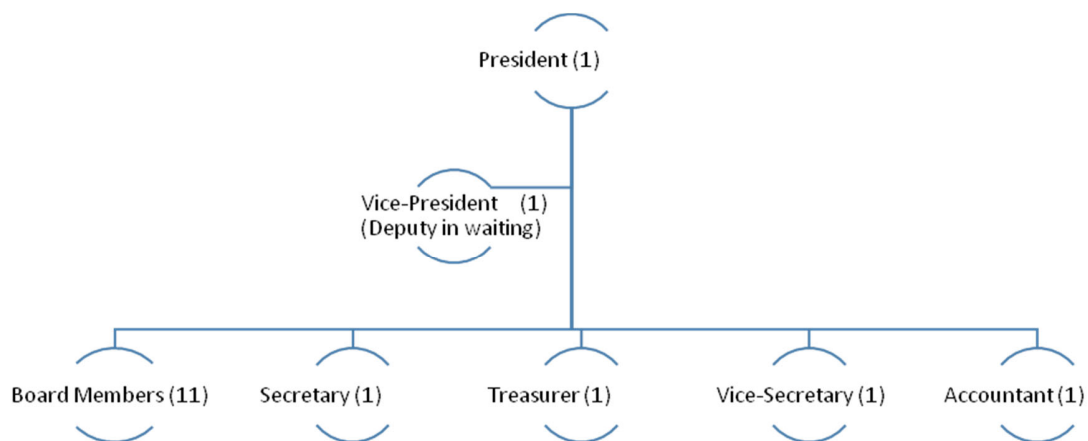 President (1)
Vice-President (1)
(Deputy in waiting)
Board Members (11)
Secretary (1)
Treasurer (1)
Vice-Secretary (1)
Accountant (1)